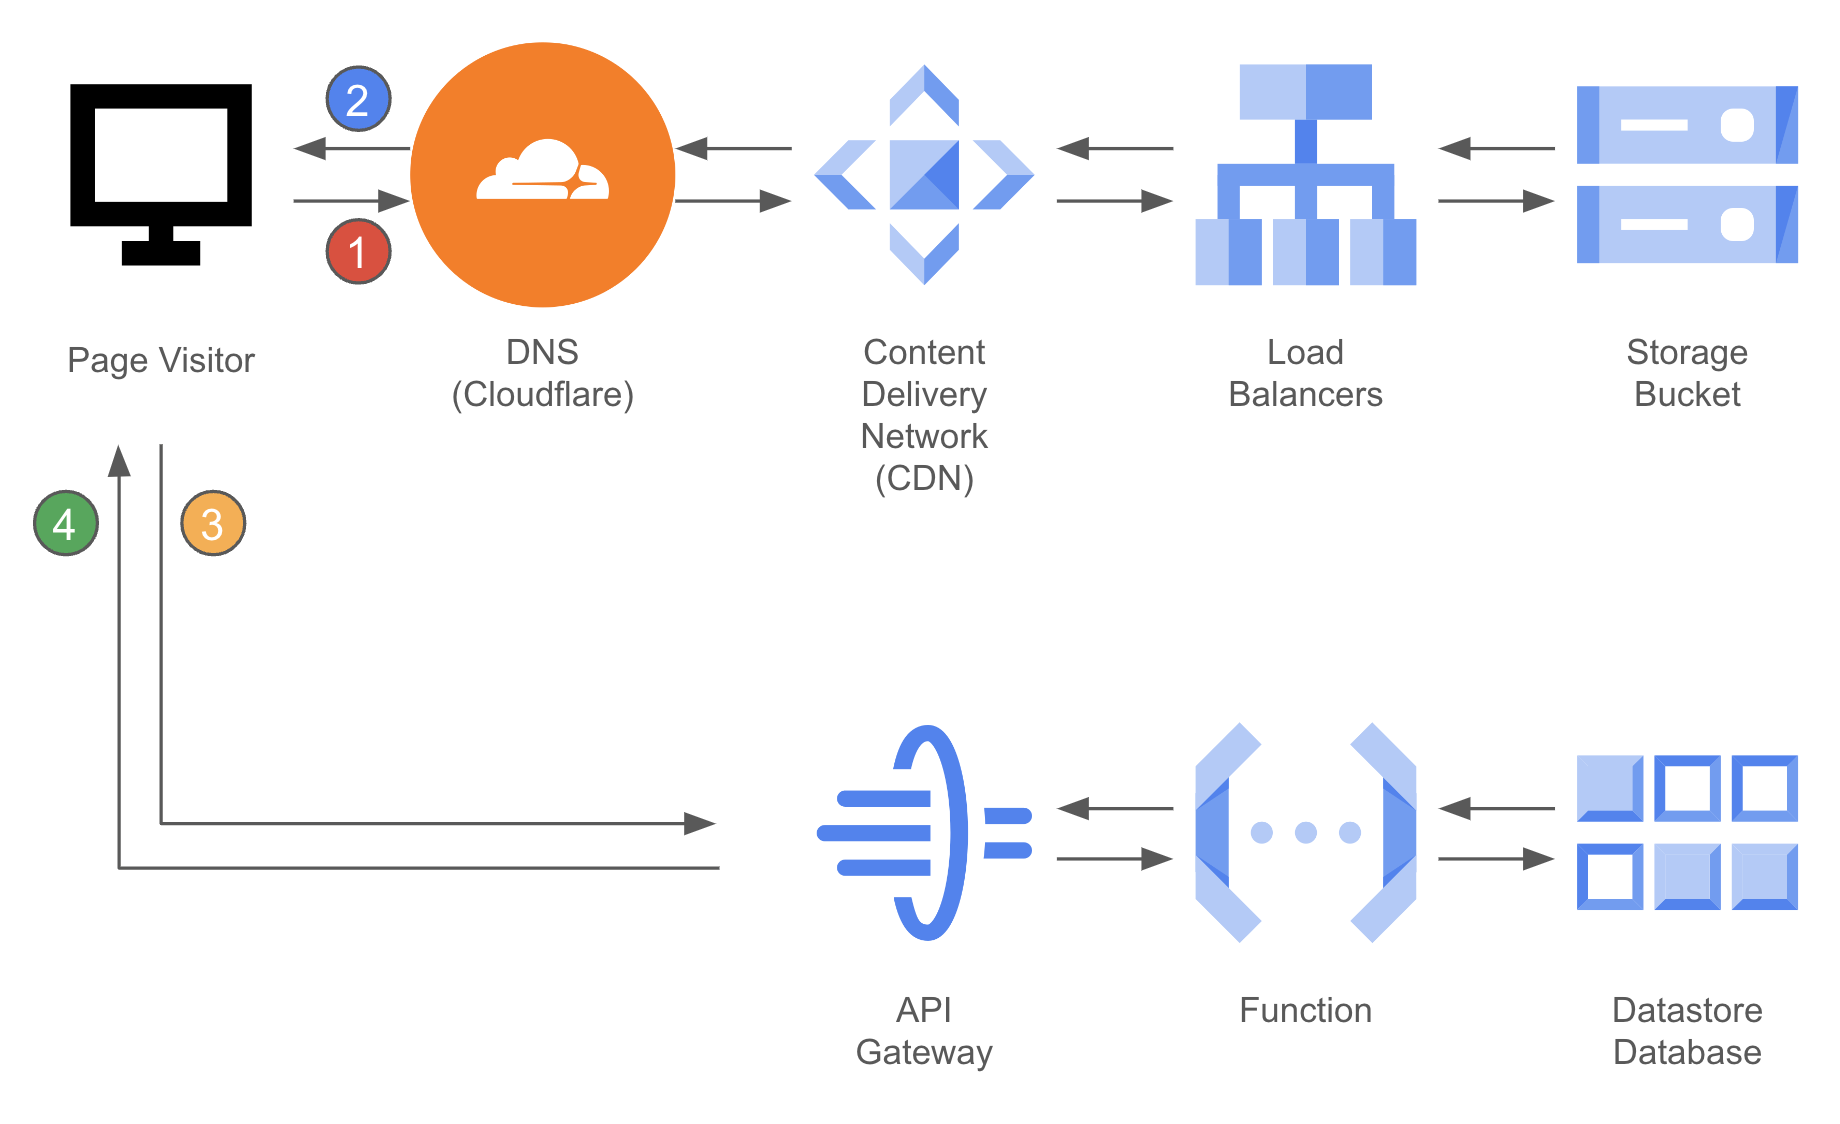 2
1
Page Visitor
DNS
(Cloudflare)
Content
Delivery
Network
(CDN)
Load
Balancers
Storage
Bucket
4
3
API
Gateway
Function
Datastore
Database